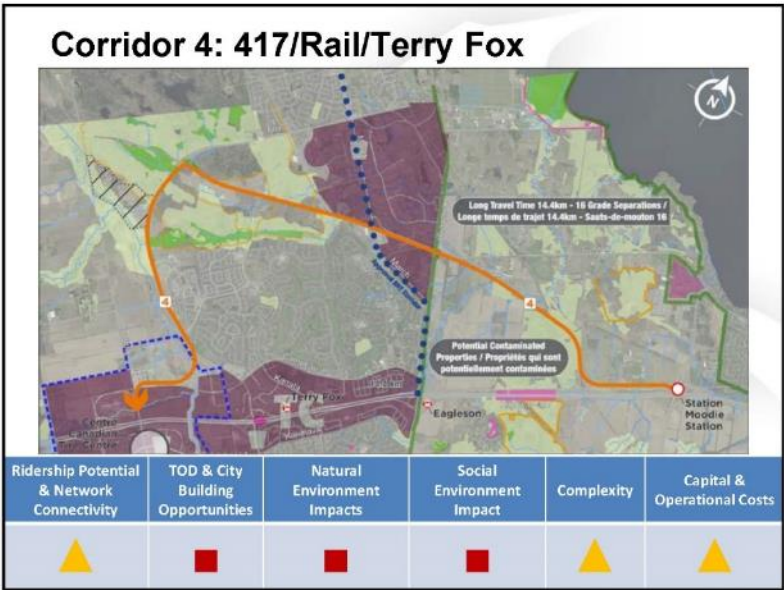 Corridor 4: 417/Rail/Terry Fox
N
Long Travel Time 14.4km - 16 Grade Separations /
Longe temps de trajet 14.4km - Sauts-de-mouton 16
March
4
4
Potential Contaminated
Properties / Propriétés qui sont
potentiellement contaminées
Terry Fox
Eagleson
Station
Moodie
Station
Centre
Canadian
Tire Centre
Ridership Potential
& Network
Connectivity
TOD & City
Building
Opportunities
Natural
Environment
Impacts
Social
Environment
Impact
Complexity
Capital &
Operational Costs